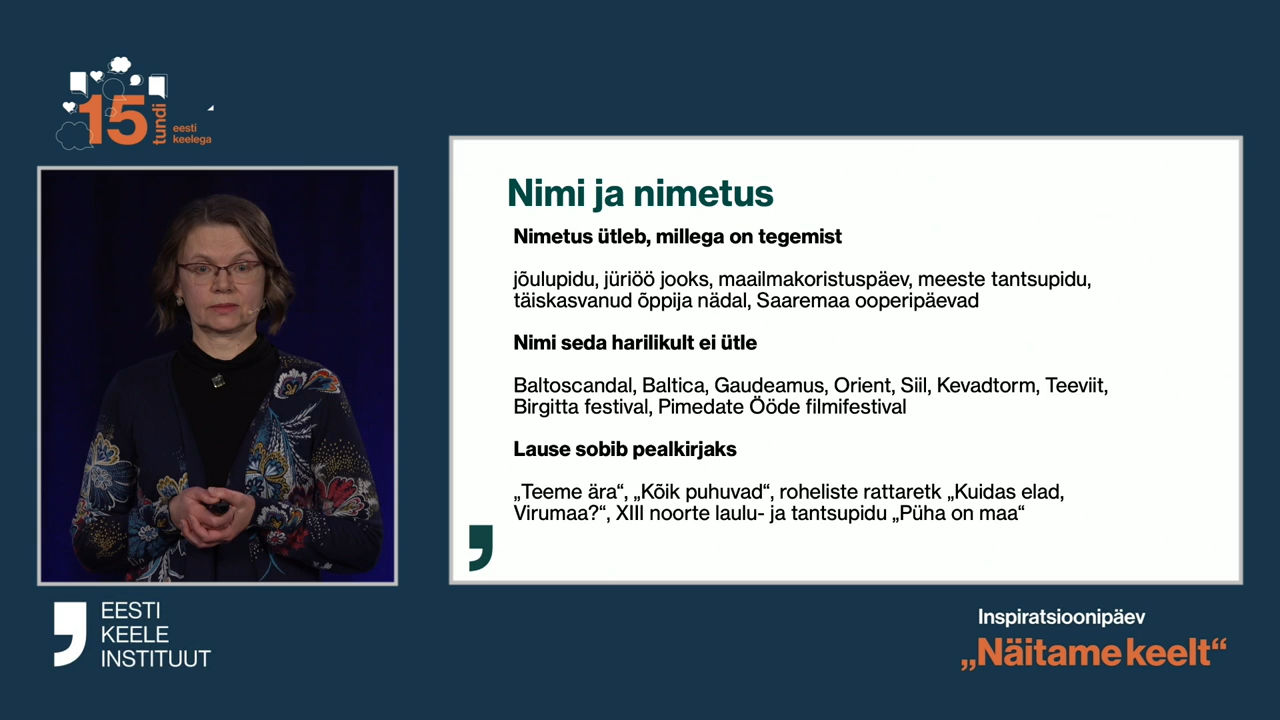 15
tundi
eesti
keelega
Nimi ja nimetus
Nimetus ütleb, millega on tegemist
jõulupidu, jüriöö jooks, maailmakoristuspäev, meeste tantsupidu,
täiskasvanud õppija nädal, Saaremaa ooperipäevad
Nimi seda harilikult ei ütle
Baltoscandal, Baltica, Gaudeamus, Orient, Siil, Kevadtorm, Teeviit,
Birgitta festival, Pimedate Ööde filmifestival
Lause sobib pealkirjaks
„Teeme ära“, „Kõik puhuvad“, roheliste rattaretk „Kuidas elad,
Virumaa?“, XIII noorte laulu- ja tantsupidu „Püha on maa“
EESTI
KEELE
INSTITUUT
Inspiratsioonipäev
„Näitame keelt“